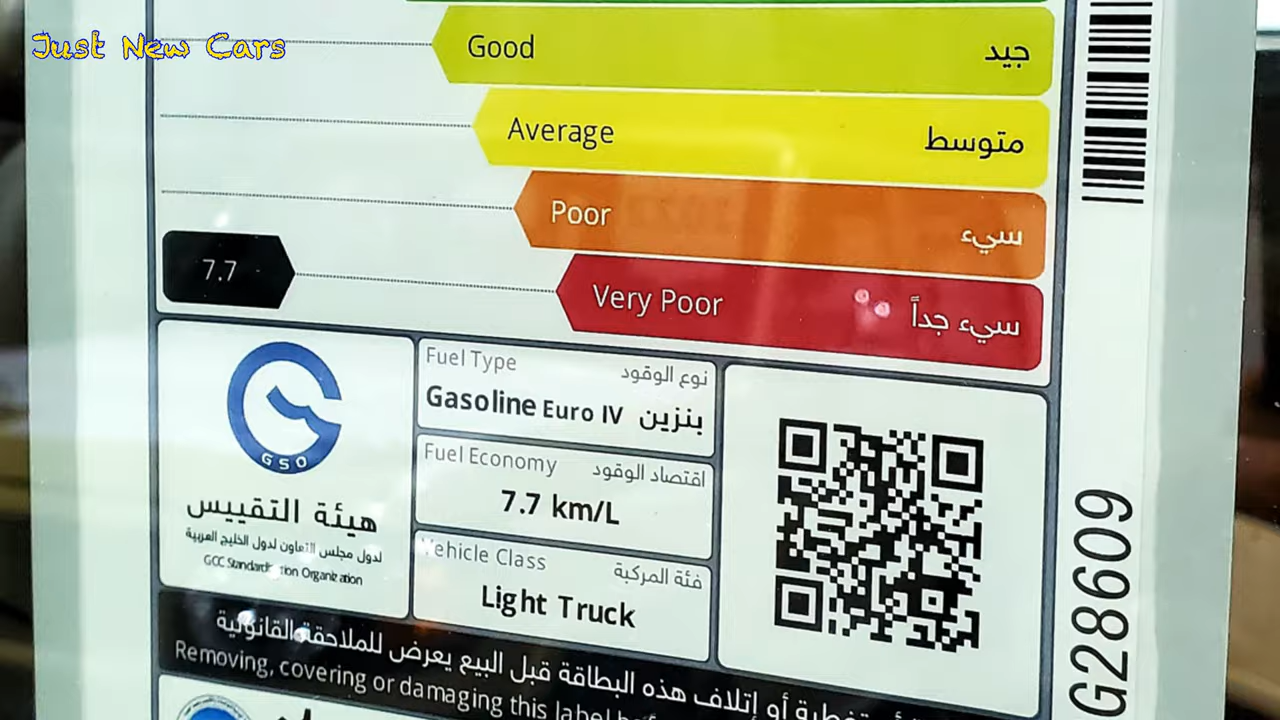 Just New Cars
Good جيد
Average متوسط
Poor سيء
7.7
Very Poor سيء جداً
Fuel Type نوع الوقود
Gasoline Euro IV بنزين
Fuel Economy اقتصاد الوقود
7.7 km/L
Vehicle Class فئة المركبة
Light Truck
GSO
هيئة التقييس
لدول مجلس التعاون لدول الخليج العربية
GCC Standardization Organization
G28609
أو إتلاف هذه البطاقة قبل البيع يعرض للملاحقة القانونية
Removing, covering or damaging this label